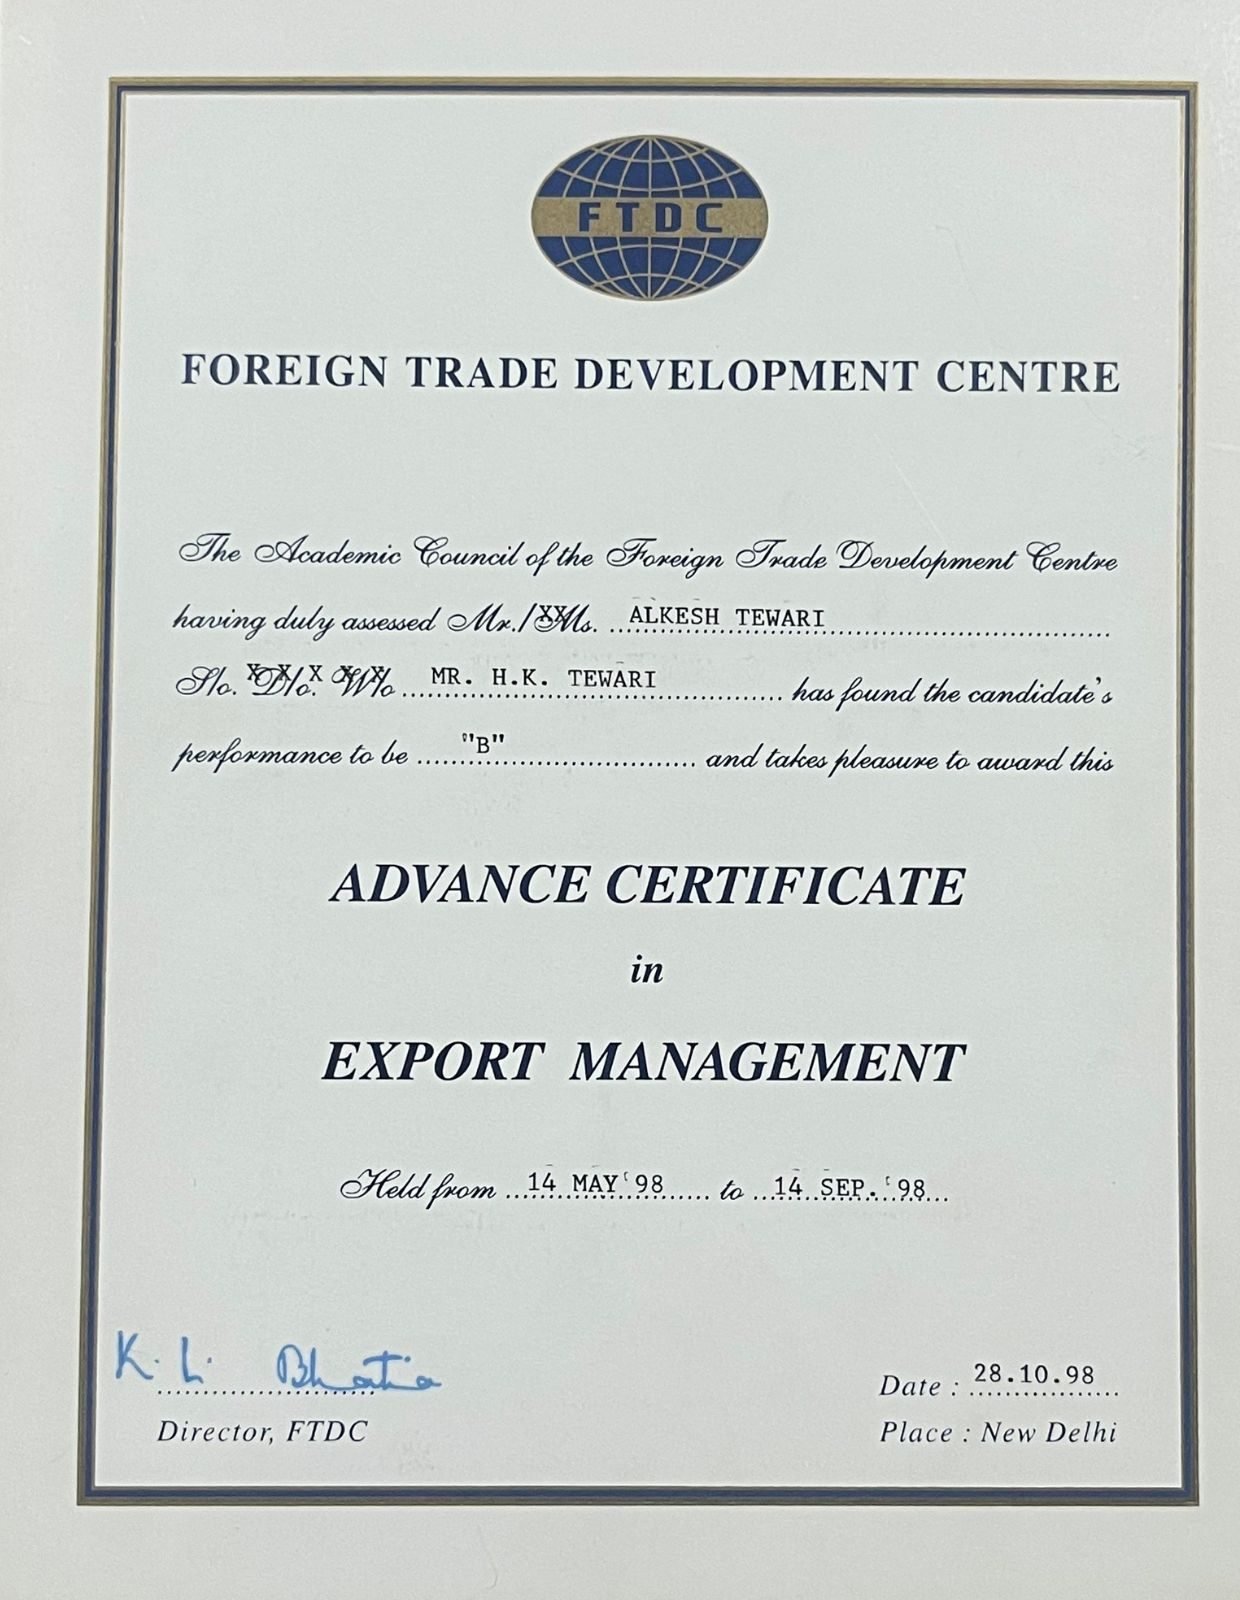 FTDC
FOREIGN TRADE DEVELOPMENT CENTRE
The Academic Council of the Foreign Trade Development Centre
having duly assessed Mr./XXMs. ALKESH TEWARI
S/o. D/o. W/o MR. H.K. TEWARI has found the candidate's
performance to be "B" and takes pleasure to award this
ADVANCE CERTIFICATE
in
EXPORT MANAGEMENT
Held from 14 MAY '98 to 14 SEP. '98
K. L. Bhatia
Date : 28.10.98
Director, FTDC
Place : New Delhi